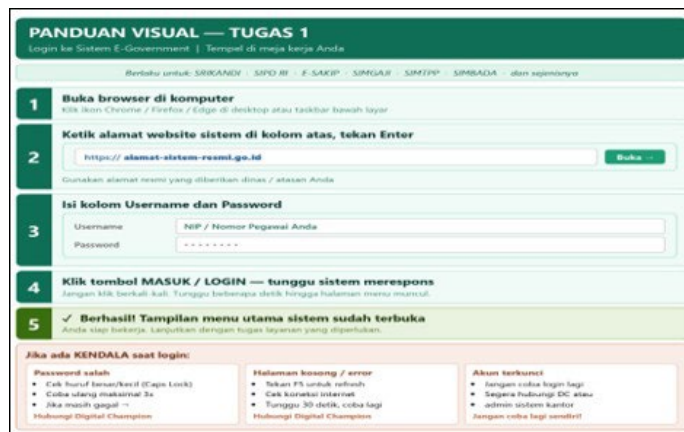 PANDUAN VISUAL — TUGAS 1
Login ke Sistem E-Government | Tempel di meja kerja Anda
Berlaku untuk: SRIKANDI · SIPD RI · E-SAKIP · SIMGAJI · SIMTPP · SIMBADA · dan sejenisnya
1
Buka browser di komputer
Klik ikon Chrome / Firefox / Edge di desktop atau taskbar bawah layar
2
Ketik alamat website sistem di kolom atas, tekan Enter
https:// alamat-sistem-resmi.go.id
Buka →
Gunakan alamat resmi yang diberikan dinas / atasan Anda
3
Isi kolom Username dan Password
Username
NIP / Nomor Pegawai Anda
Password
- - - - - - - -
4
Klik tombol MASUK / LOGIN — tunggu sistem merespons
Jangan klik berkali-kali. Tunggu beberapa detik hingga halaman menu muncul.
5
✓ Berhasil! Tampilan menu utama sistem sudah terbuka
Anda siap bekerja. Lanjutkan dengan tugas layanan yang diperlukan.
Jika ada KENDALA saat login:
Password salah
• Cek huruf besar/kecil (Caps Lock)
• Coba ulang maksimal 3x
• Jika masih gagal →
Hubungi Digital Champion
Halaman kosong / error
• Tekan F5 untuk refresh
• Cek koneksi internet
• Tunggu 30 detik, coba lagi
Hubungi Digital Champion
Akun terkunci
• Jangan coba login lagi
• Segera hubungi DC atau
• admin sistem kantor
Jangan coba lagi sendiri!